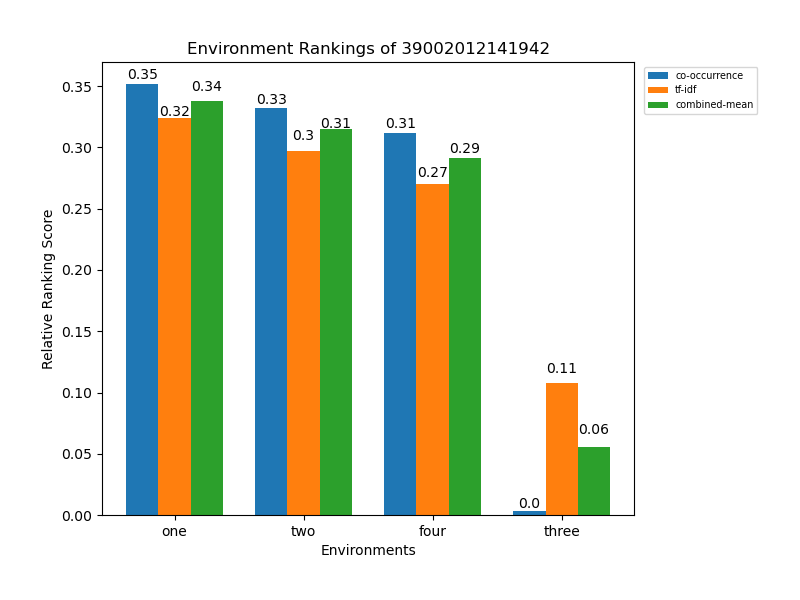 Environment Rankings of 39002012141942
co-occurrence
tf-idf
combined-mean
0.35
0.32
0.34
0.33
0.3
0.31
0.31
0.27
0.29
0.0
0.11
0.06
Relative Ranking Score
0.35
0.30
0.25
0.20
0.15
0.10
0.05
0.00
one two four three
Environments